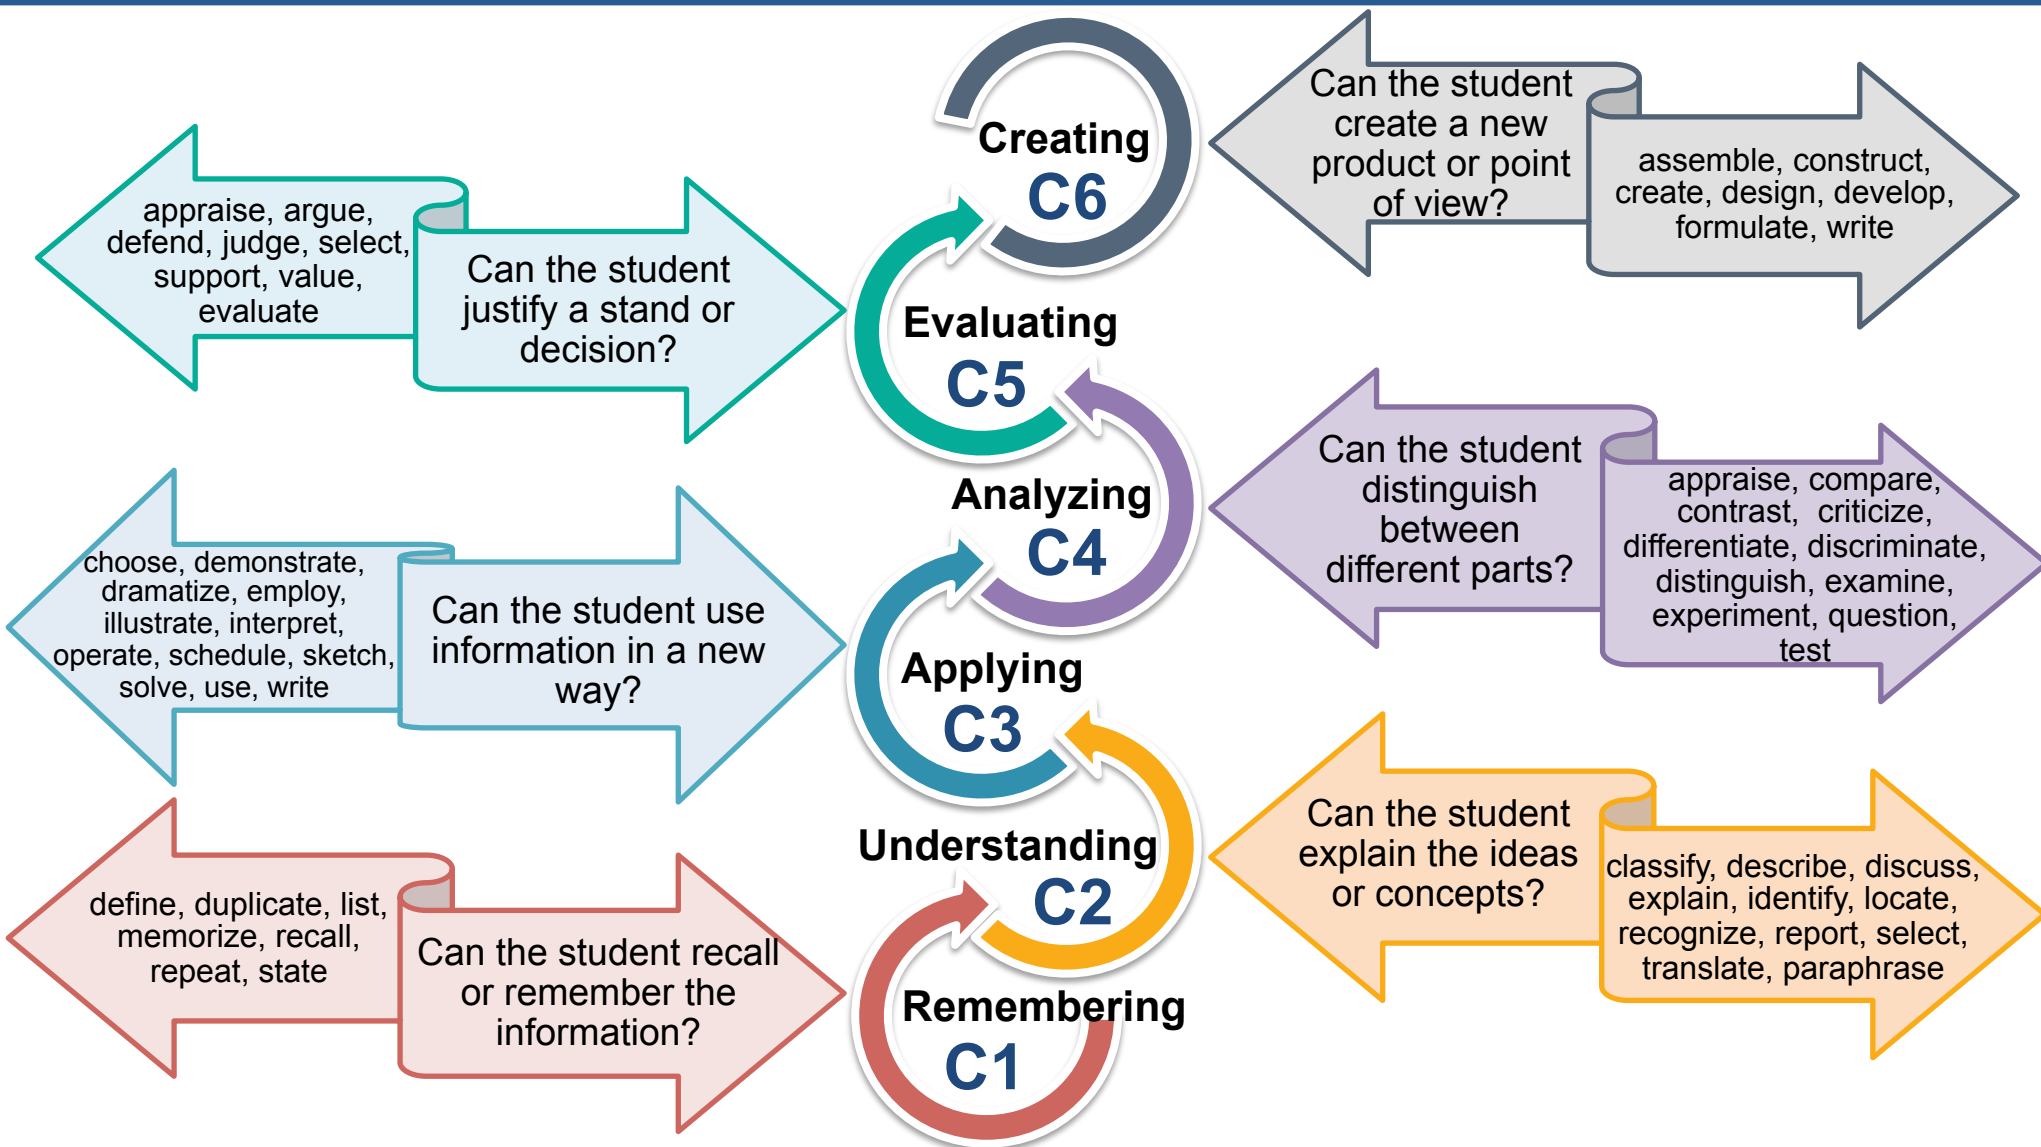 Creating
C6
Can the student
create a new
product or point
of view?
assemble, construct,
create, design, develop,
formulate, write
appraise, argue,
defend, judge, select,
support, value,
evaluate
Can the student
justify a stand or
decision?
Evaluating
C5
Analyzing
C4
Can the student
distinguish
between
different parts?
appraise, compare,
contrast, criticize,
differentiate, discriminate,
distinguish, examine,
experiment, question,
test
choose, demonstrate,
dramatize, employ,
illustrate, interpret,
operate, schedule, sketch,
solve, use, write
Can the student use
information in a new
way?
Applying
C3
Understanding
C2
Can the student
explain the ideas
or concepts?
classify, describe, discuss,
explain, identify, locate,
recognize, report, select,
translate, paraphrase
define, duplicate, list,
memorize, recall,
repeat, state
Can the student recall
or remember the
information?
Remembering
C1